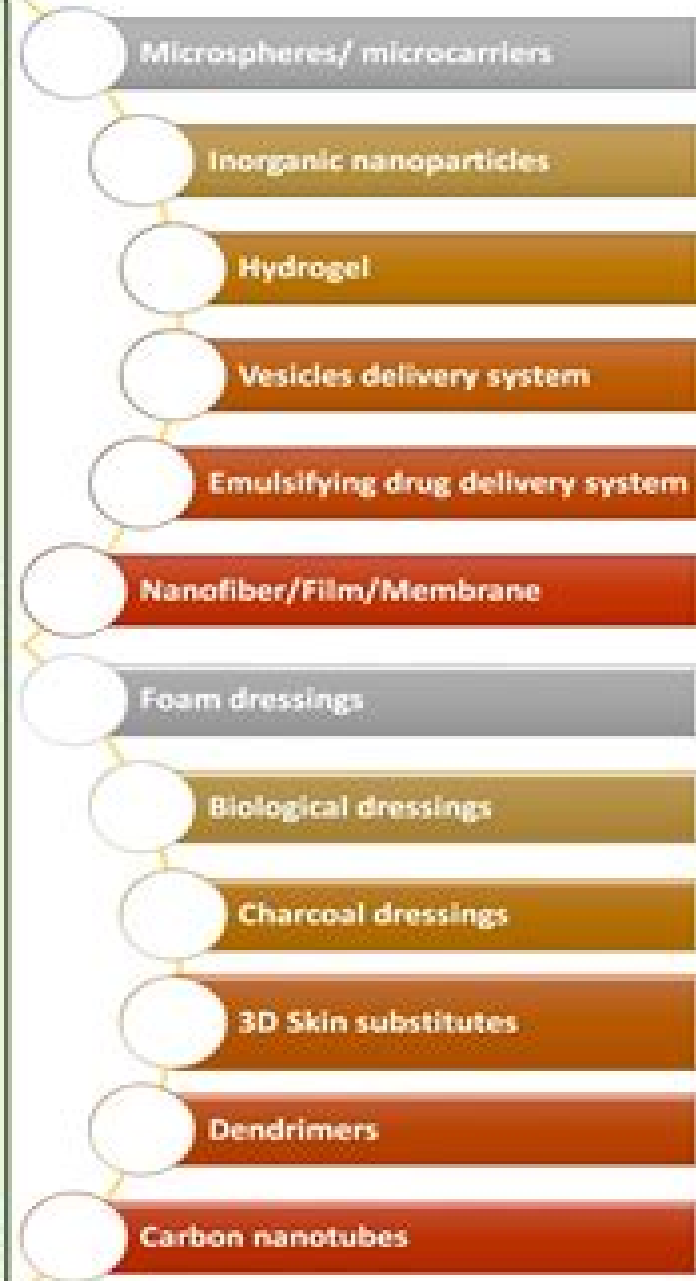 Microspheres/ microcarriers
Inorganic nanoparticles
Hydrogel
Vesicles delivery system
Emulsifying drug delivery system
Nanofiber/Film/Membrane
Foam dressings
Biological dressings
Charcoal dressings
3D Skin substitutes
Dendrimers
Carbon nanotubes